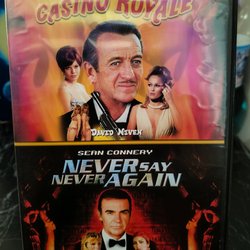 CASINO ROYALE
DAVID NIVEN
SEAN CONNERY
NEVER SAY
NEVER AGAIN